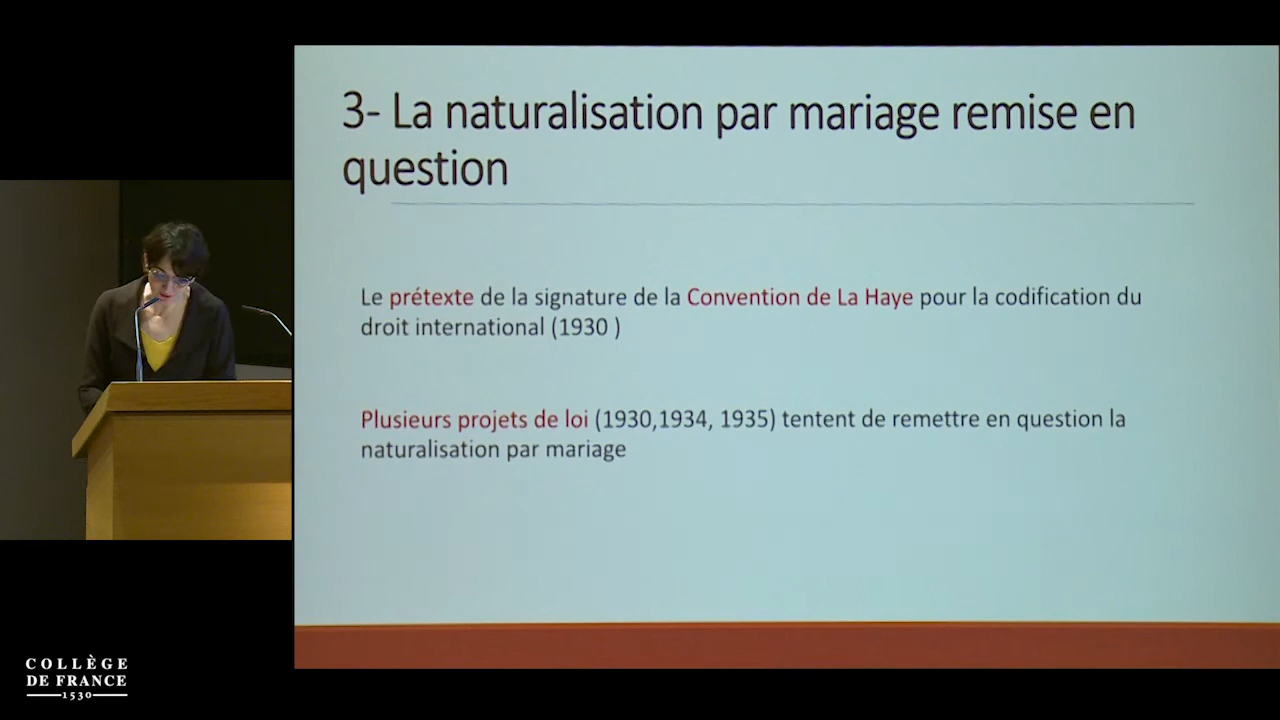 3- La naturalisation par mariage remise en
question
Le prétexte de la signature de la Convention de La Haye pour la codification du
droit international (1930 )
Plusieurs projets de loi (1930,1934, 1935) tentent de remettre en question la
naturalisation par mariage
COLLÈGE
DE FRANCE
1530